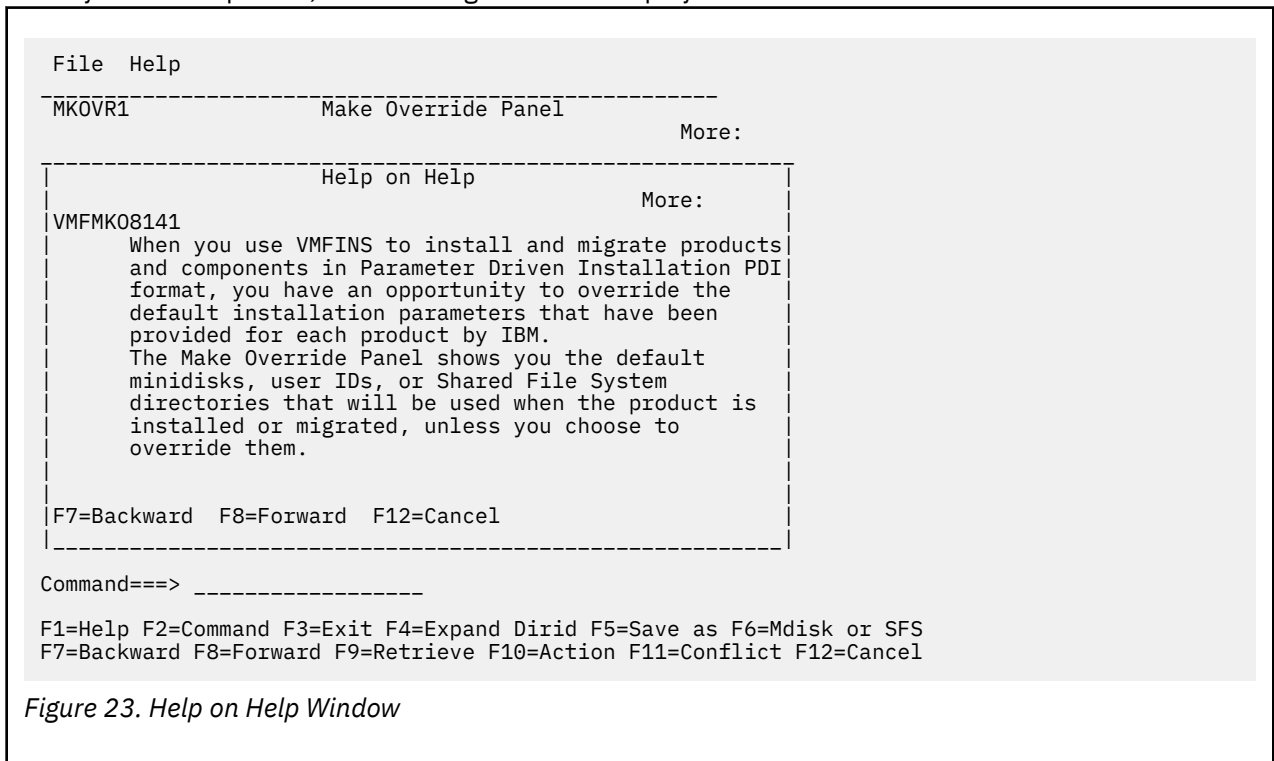 File  Help
_____________________________________________________
MKOVR1               Make Override Panel
More:
___________________________________________________________
|                     Help on Help                        |
|                                              More:      |
|VMFMKO8141                                               |
|      When you use VMFINS to install and migrate products|
|      and components in Parameter Driven Installation PDI|
|      format, you have an opportunity to override the    |
|      default installation parameters that have been     |
|      provided for each product by IBM.                  |
|      The Make Override Panel shows you the default      |
|      minidisks, user IDs, or Shared File System         |
|      directories that will be used when the product is  |
|      installed or migrated, unless you choose to        |
|      override them.                                     |
|                                                         |
|                                                         |
|F7=Backward  F8=Forward  F12=Cancel                      |
|_________________________________________________________|
Command===> __________________
F1=Help F2=Command F3=Exit F4=Expand Dirid F5=Save as F6=Mdisk or SFS
F7=Backward F8=Forward F9=Retrieve F10=Action F11=Conflict F12=Cancel
Figure 23. Help on Help Window